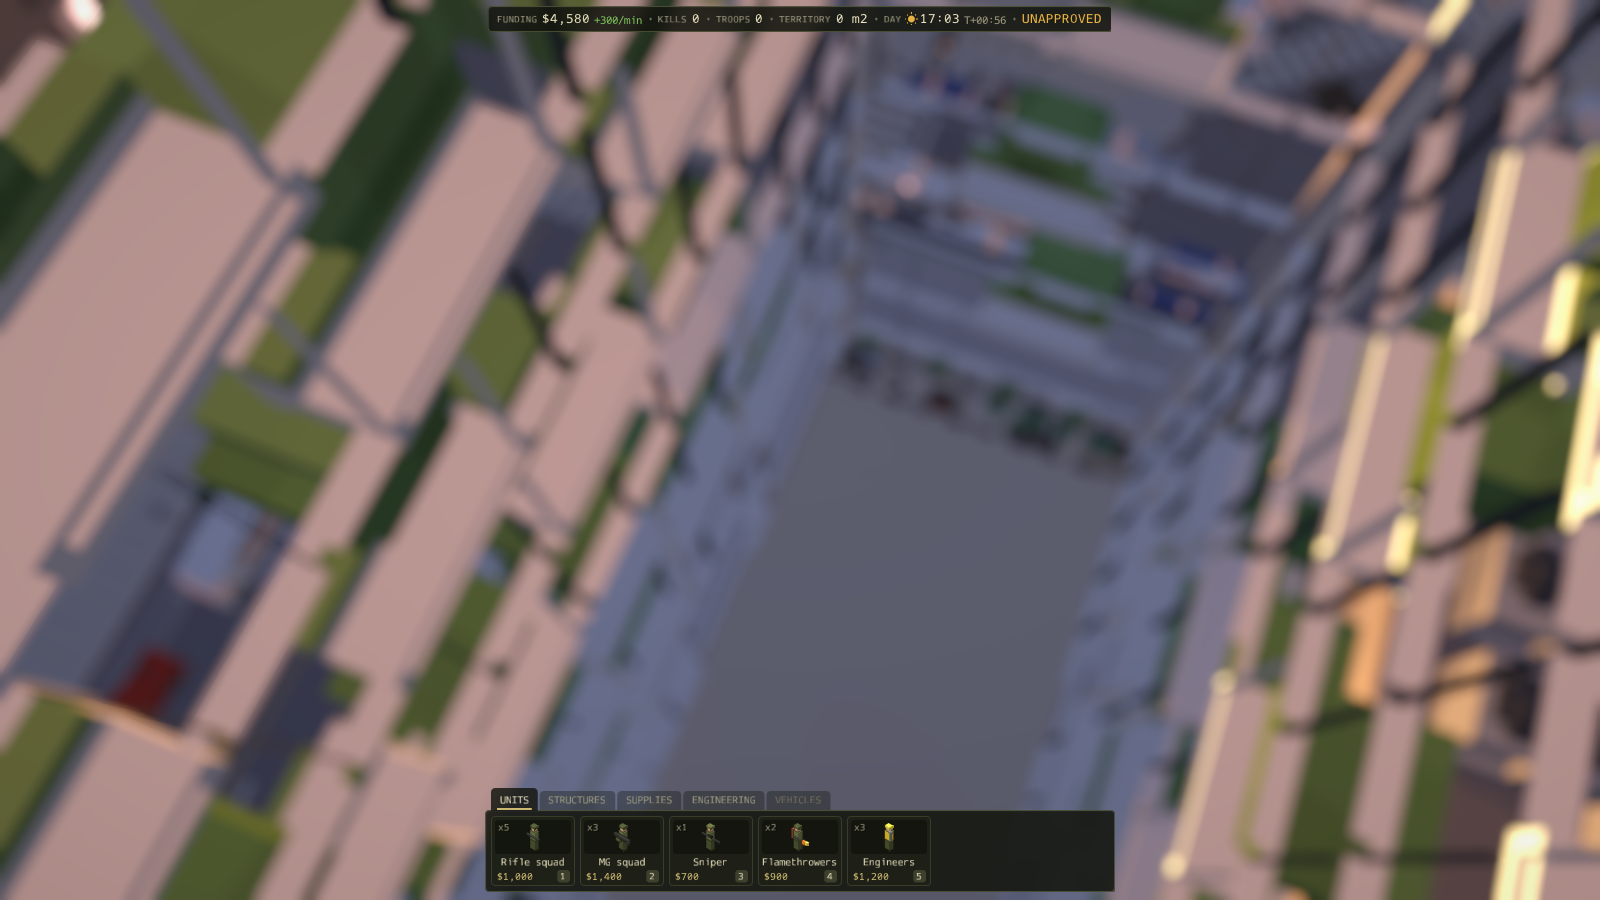 FUNDING $4,580 +300/min · KILLS 0 · TROOPS 0 · TERRITORY 0 m2 · DAY 17:03 T+00:56 · UNAPPROVED
UNITS STRUCTURES SUPPLIES ENGINEERING VEHICLES
x5 x3 x1 x2 x3
Rifle squad MG squad Sniper Flamethrowers Engineers
$1,000 1 $1,400 2 $700 3 $900 4 $1,200 5